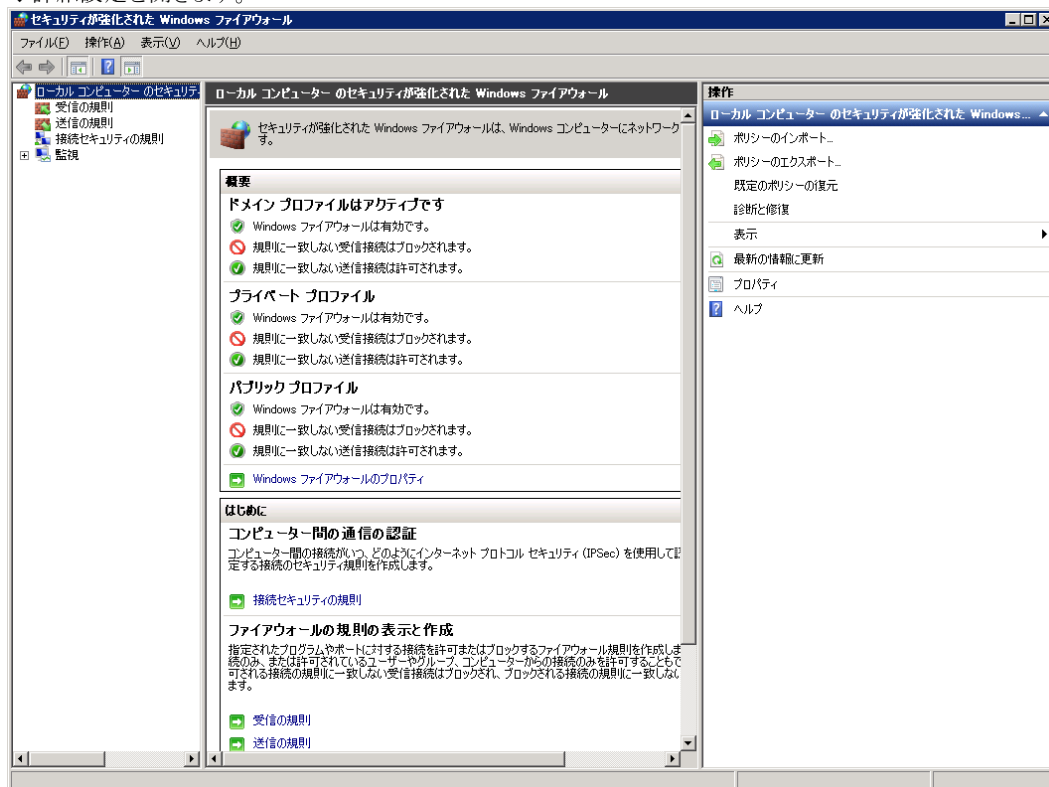 詳細設定を開きます。
セキュリティが強化された Windows ファイアウォール
ファイル(F) 操作(A) 表示(V) ヘルプ(H)
ローカル コンピューター のセキュリテ
受信の規則
送信の規則
接続セキュリティの規則
監視
ローカル コンピューター のセキュリティが強化された Windows ファイアウォール
セキュリティが強化された Windows ファイアウォールは、Windows コンピューターにネットワーク
す。
概要
ドメイン プロファイルはアクティブです
Windows ファイアウォールは有効です。
規則に一致しない受信接続はブロックされます。
規則に一致しない送信接続は許可されます。
プライベート プロファイル
Windows ファイアウォールは有効です。
規則に一致しない受信接続はブロックされます。
規則に一致しない送信接続は許可されます。
パブリック プロファイル
Windows ファイアウォールは有効です。
規則に一致しない受信接続はブロックされます。
規則に一致しない送信接続は許可されます。
Windows ファイアウォールのプロパティ
はじめに
コンピューター間の通信の認証
コンピューター間の接続がいつ、どのようにインターネット プロトコル セキュリティ (IPSec) を使用して認
定する接続のセキュリティ規則を作成します。
接続セキュリティの規則
ファイアウォールの規則の表示と作成
指定されたプログラムやポートに対する接続を許可またはブロックするファイアウォール規則を作成しま
続のみ、または許可されているユーザーやグループ、コンピューターからの接続のみを許可することもで
可される接続の規則に一致しない受信接続はブロックされ、ブロックされる接続の規則に一致しない
ます。
受信の規則
送信の規則
操作
ローカル コンピューター のセキュリティが強化された Windows...
ポリシーのインポート...
ポリシーのエクスポート...
既定のポリシーの復元
診断と修復
表示
最新の情報に更新
プロパティ
ヘルプ